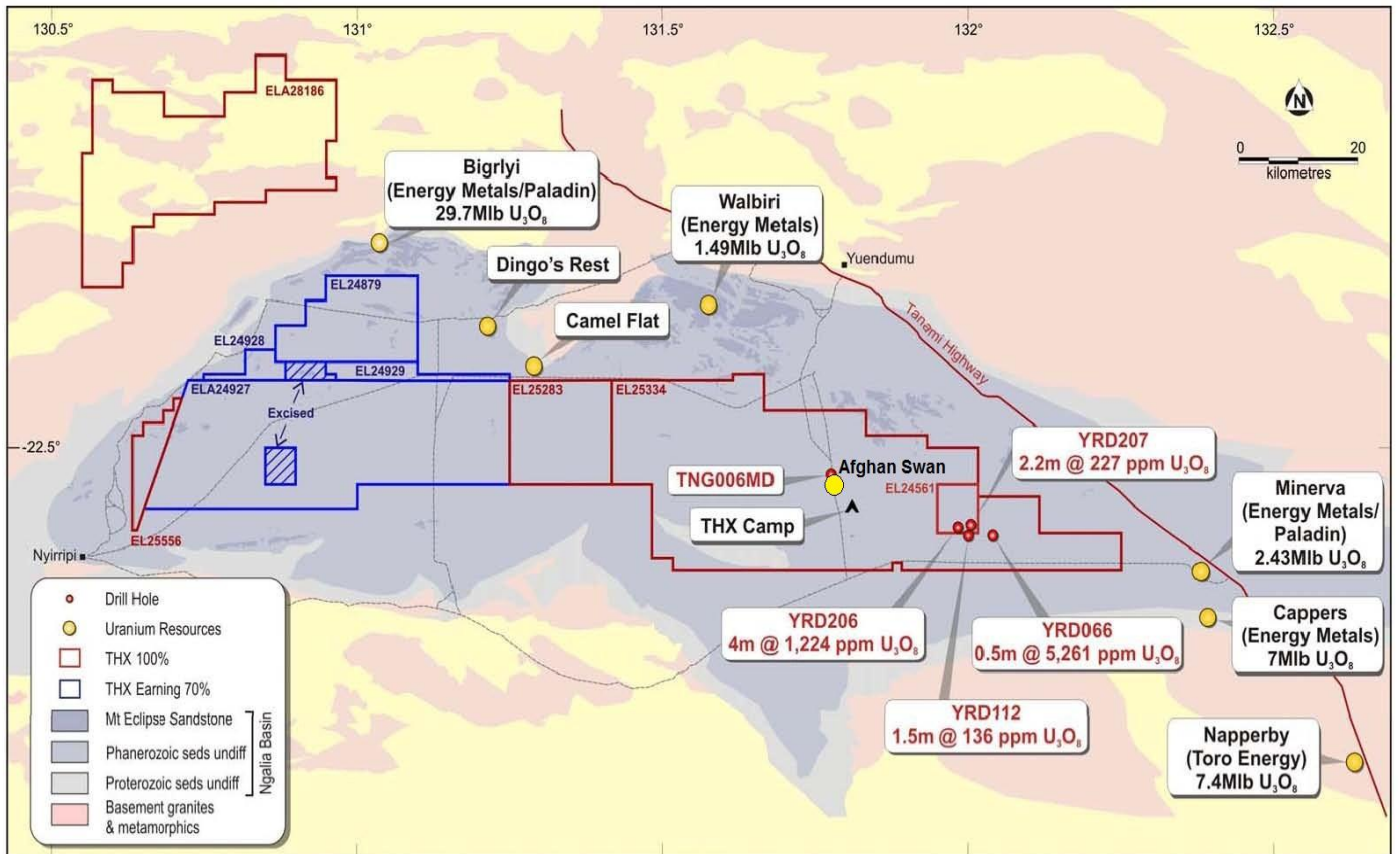 130.5°
131°
131.5°
132°
132.5°
ELA28186
N
0 20
kilometres
Bigrlyi
(Energy Metals/Paladin)
29.7Mlb U₃O₈
Walbiri
(Energy Metals)
1.49Mlb U₃O₈
Yuendumu
Dingo's Rest
Camel Flat
Tanami Highway
EL24879
EL24928
EL24929
ELA24927
EL25283
EL25334
Excised
-22.5°
YRD207
2.2m @ 227 ppm U₃O₈
Afghan Swan
TNG006MD
EL24561
THX Camp
Minerva
(Energy Metals/
Paladin)
2.43Mlb U₃O₈
EL25556
Nyirripi
Cappers
(Energy Metals)
7Mlb U₃O₈
YRD206
4m @ 1,224 ppm U₃O₈
YRD066
0.5m @ 5,261 ppm U₃O₈
YRD112
1.5m @ 136 ppm U₃O₈
Napperby
(Toro Energy)
7.4Mlb U₃O₈
Drill Hole
Uranium Resources
THX 100%
THX Earning 70%
Mt Eclipse Sandstone
Phanerozoic seds undiff
Proterozoic seds undiff
Ngalia Basin
Basement granites
& metamorphics